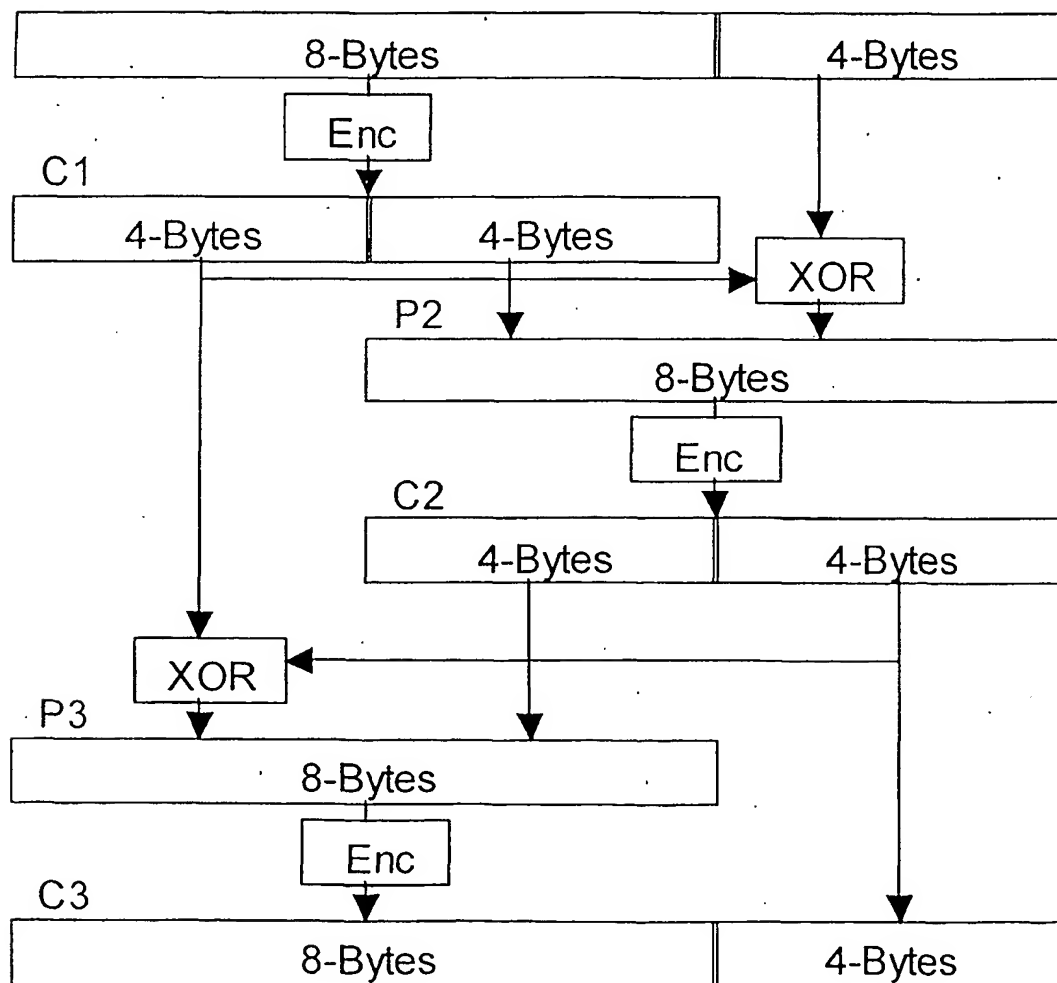 8-Bytes 4-Bytes
Enc
C1
4-Bytes 4-Bytes
XOR
P2
8-Bytes
Enc
C2
4-Bytes 4-Bytes
XOR
P3
8-Bytes
Enc
C3
8-Bytes 4-Bytes